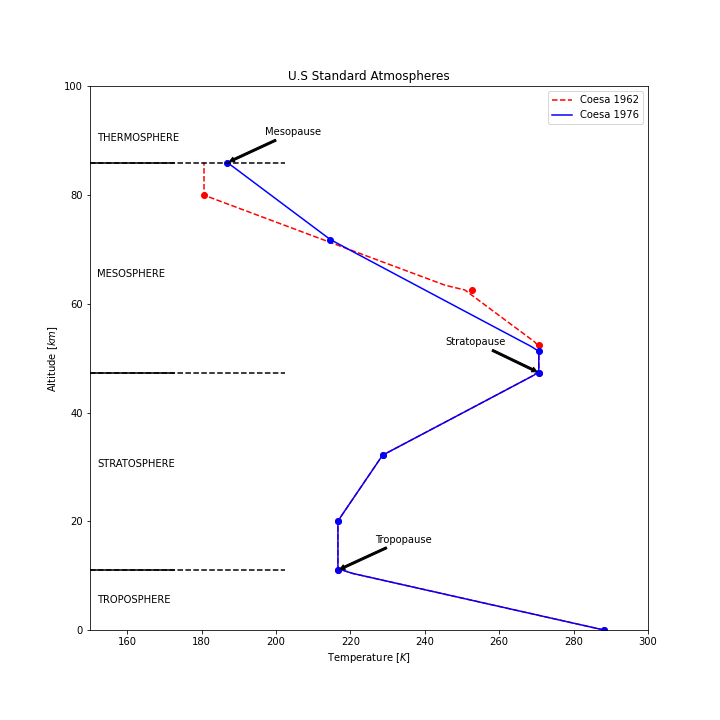 U.S Standard Atmospheres
Coesa 1962
Coesa 1976
100
80
60
40
20
0
Altitude [km]
THERMOSPHERE
Mesopause
MESOSPHERE
Stratopause
STRATOSPHERE
Tropopause
TROPOSPHERE
160 180 200 220 240 260 280 300
Temperature [K]